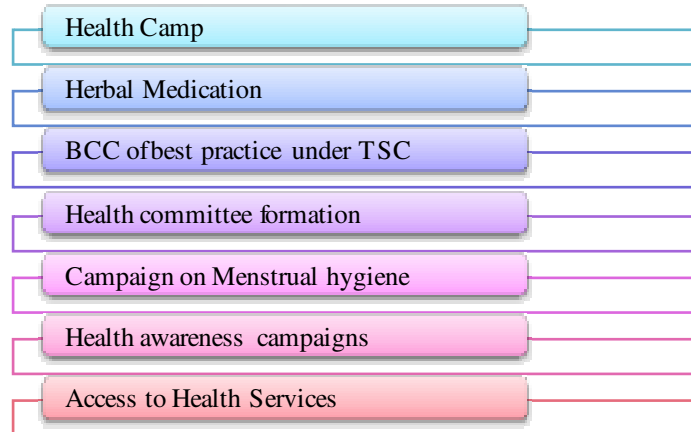 Health Camp
Herbal Medication
BCC ofbest practice under TSC
Health committee formation
Campaign on Menstrual hygiene
Health awareness campaigns
Access to Health Services